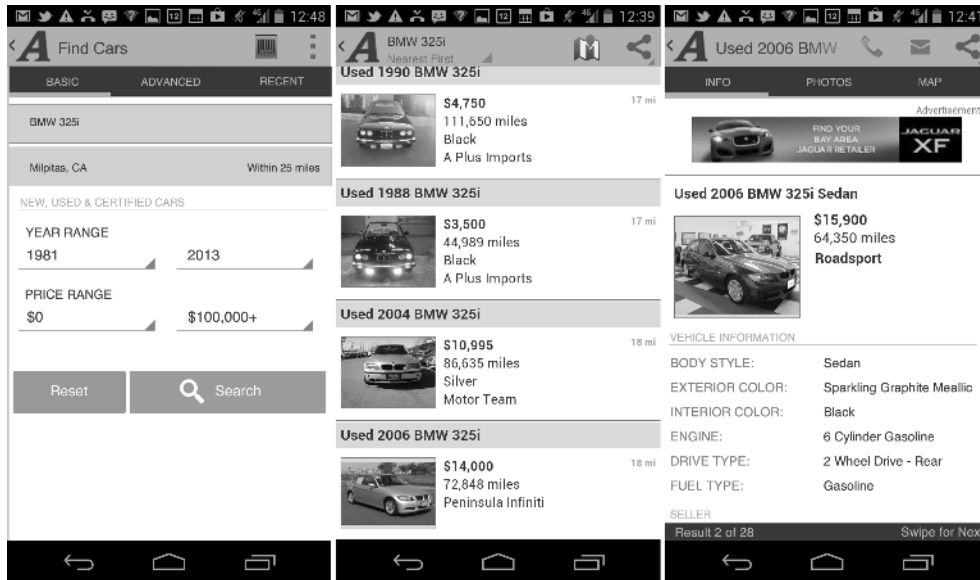 12:48
Find Cars
BASIC ADVANCED RECENT
BMW 325i
Milpitas, CA Within 25 miles
NEW, USED & CERTIFIED CARS
YEAR RANGE
1981 2013
PRICE RANGE
$0 $100,000+
Reset Search
12 4G 12:39
BMW 325i
Nearest First
Used 1990 BMW 325i
$4,750 17 mi
111,650 miles
Black
A Plus Imports
Used 1988 BMW 325i
$3,500 17 mi
44,989 miles
Black
A Plus Imports
Used 2004 BMW 325i
$10,995 18 mi
86,635 miles
Silver
Motor Team
Used 2006 BMW 325i
$14,000 18 mi
72,848 miles
Peninsula Infiniti
12 4G 12:4
Used 2006 BMW
INFO PHOTOS MAP
Advertisement
FIND YOUR
BAY AREA
JAGUAR RETAILER
JAGUAR
XF
Used 2006 BMW 325i Sedan
$15,900
64,350 miles
Roadsport
VEHICLE INFORMATION
BODY STYLE: Sedan
EXTERIOR COLOR: Sparkling Graphite Meallic
INTERIOR COLOR: Black
ENGINE: 6 Cylinder Gasoline
DRIVE TYPE: 2 Wheel Drive - Rear
FUEL TYPE: Gasoline
SELLER
Result 2 of 28 Swipe for Nex